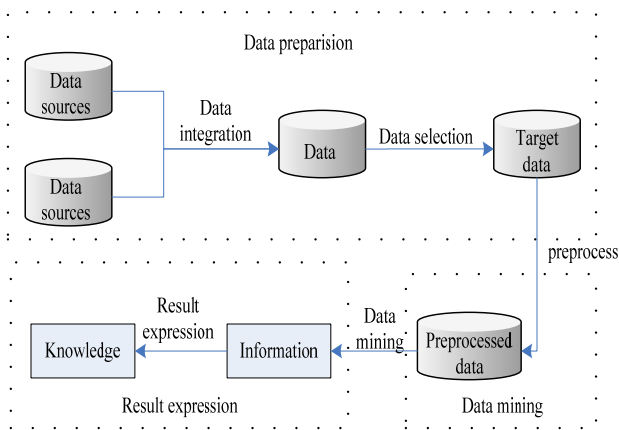 Data preparision
Data
sources
Data
integration
Data
Data selection
Target
data
Data
sources
preprocess
Result
expression
Data
mining
Knowledge
Information
Preprocessed
data
Result expression
Data mining